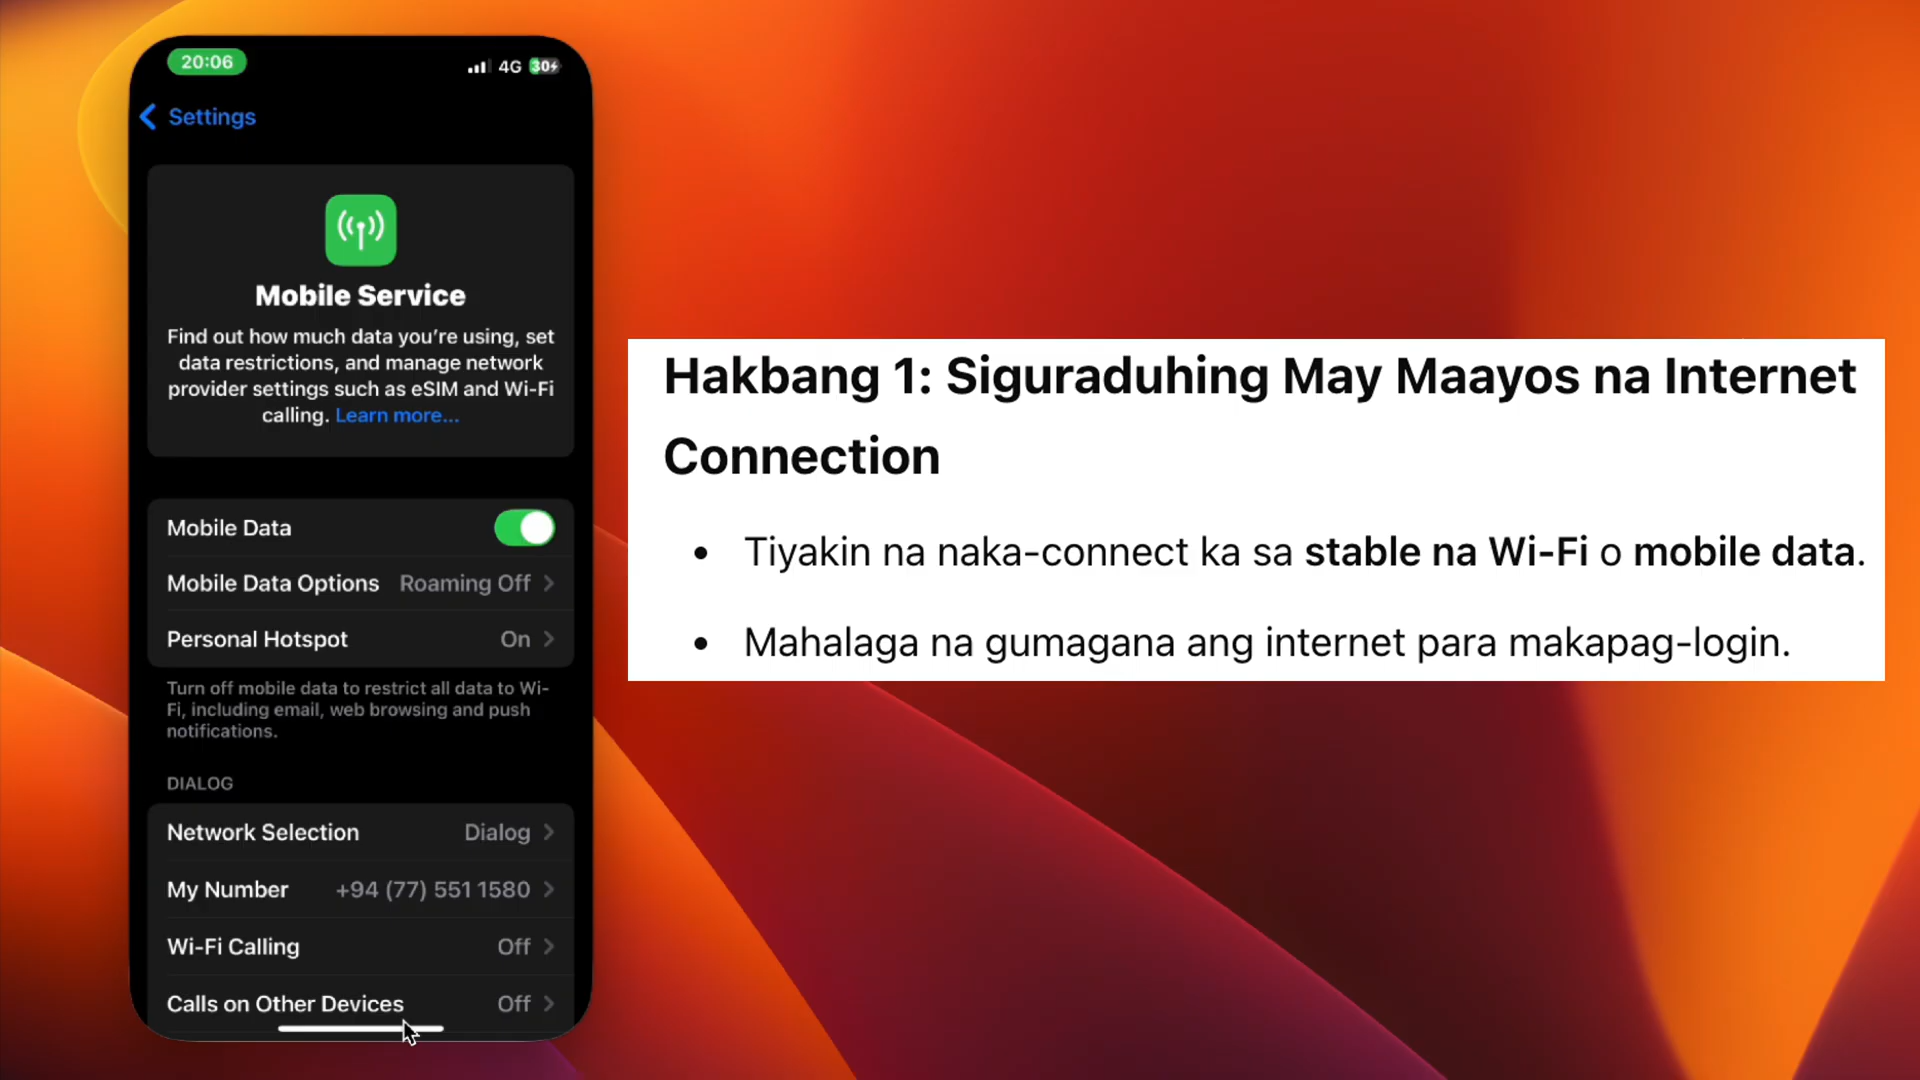 20:06
4G 30
Settings
Mobile Service
Find out how much data you're using, set
data restrictions, and manage network
provider settings such as eSIM and Wi-Fi
calling. Learn more...
Mobile Data
Mobile Data Options Roaming Off
Personal Hotspot On
Turn off mobile data to restrict all data to Wi-
Fi, including email, web browsing and push
notifications.
DIALOG
Network Selection Dialog
My Number +94 (77) 551 1580
Wi-Fi Calling Off
Calls on Other Devices Off
Hakbang 1: Siguraduhing May Maayos na Internet
Connection
• Tiyakin na naka-connect ka sa stable na Wi-Fi o mobile data.
• Mahalaga na gumagana ang internet para makapag-login.